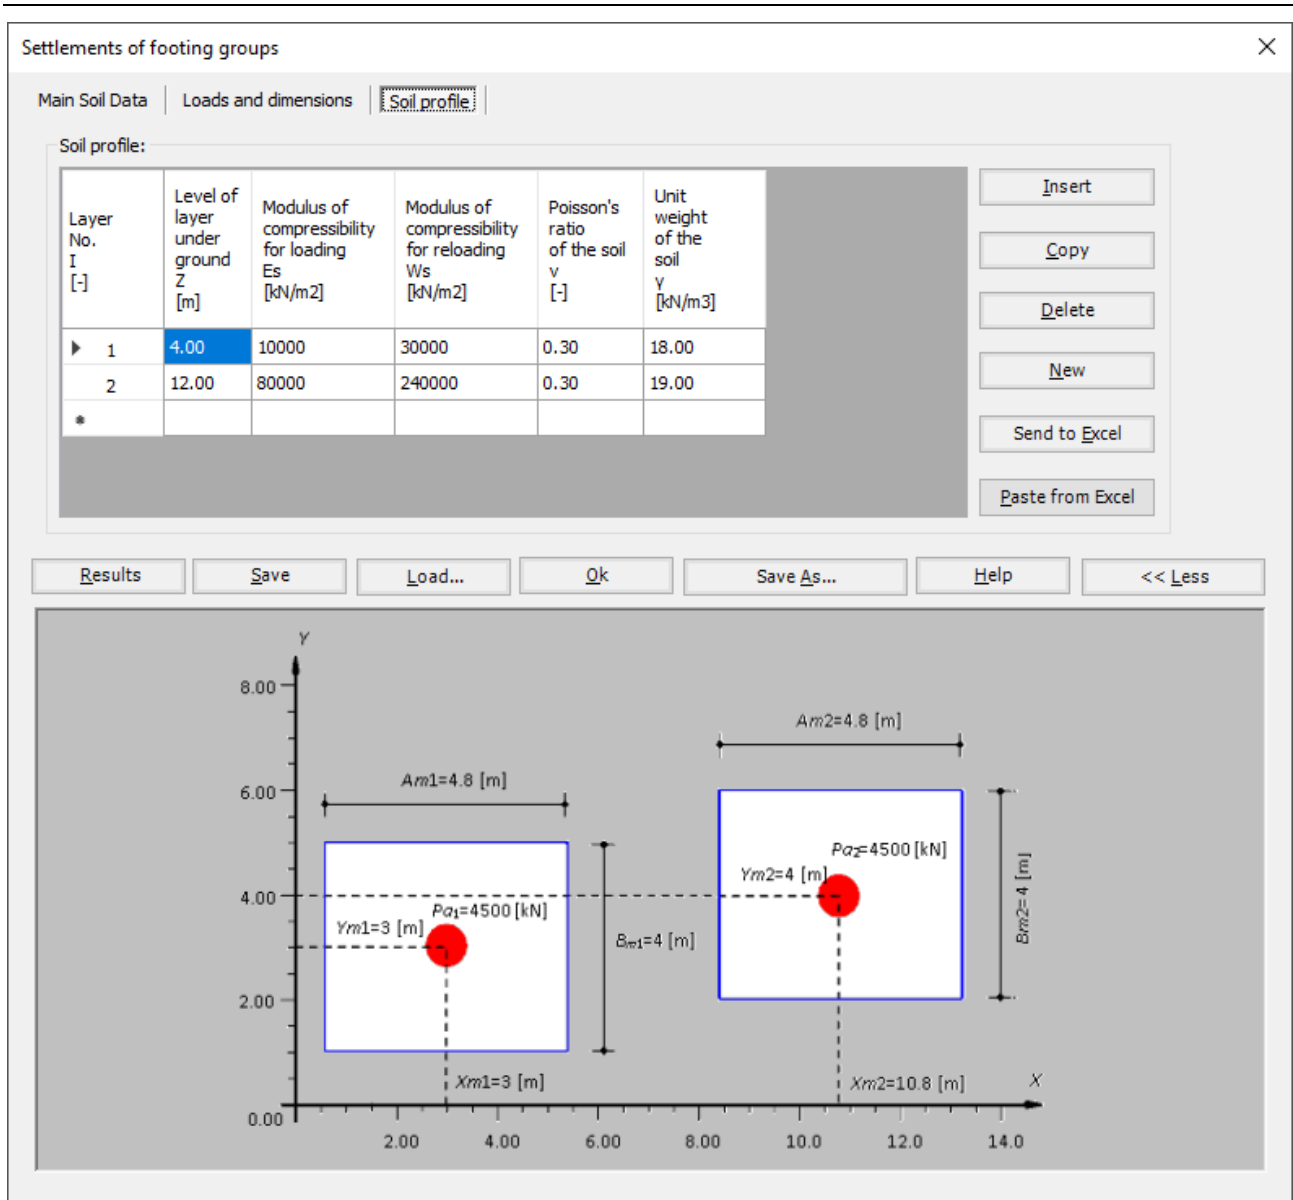 Settlements of footing groups
Main Soil Data
Loads and dimensions
Soil profile
Soil profile:
Layer
No.
I
[-]
Level of
layer
under
ground
Z
[m]
Modulus of
compressibility
for loading
Es
[kN/m2]
Modulus of
compressibility
for reloading
Ws
[kN/m2]
Poisson's
ratio
of the soil
ν
[-]
Unit
weight
of the
soil
γ
[kN/m3]
1 4.00 10000 30000 0.30 18.00
2 12.00 80000 240000 0.30 19.00
Insert
Copy
Delete
New
Send to Excel
Paste from Excel
Results
Save
Load...
Ok
Save As...
Help
<< Less
Y
8.00
6.00
4.00
2.00
0.00
Am1=4.8 [m]
Am2=4.8 [m]
Pa1=4500 [kN]
Ym1=3 [m]
Bm1=4 [m]
Xm1=3 [m]
Pa2=4500 [kN]
Ym2=4 [m]
Bm2=4 [m]
Xm2=10.8 [m]
X
2.00 4.00 6.00 8.00 10.0 12.0 14.0